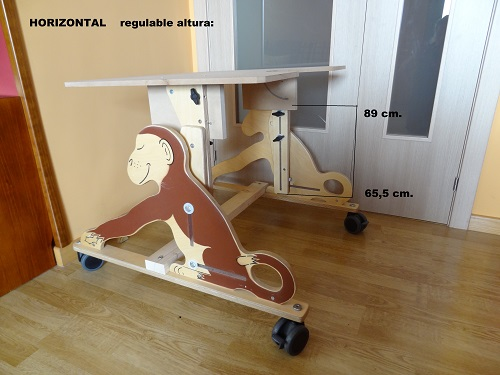 HORIZONTAL regulable altura:
89 cm.
65,5 cm.